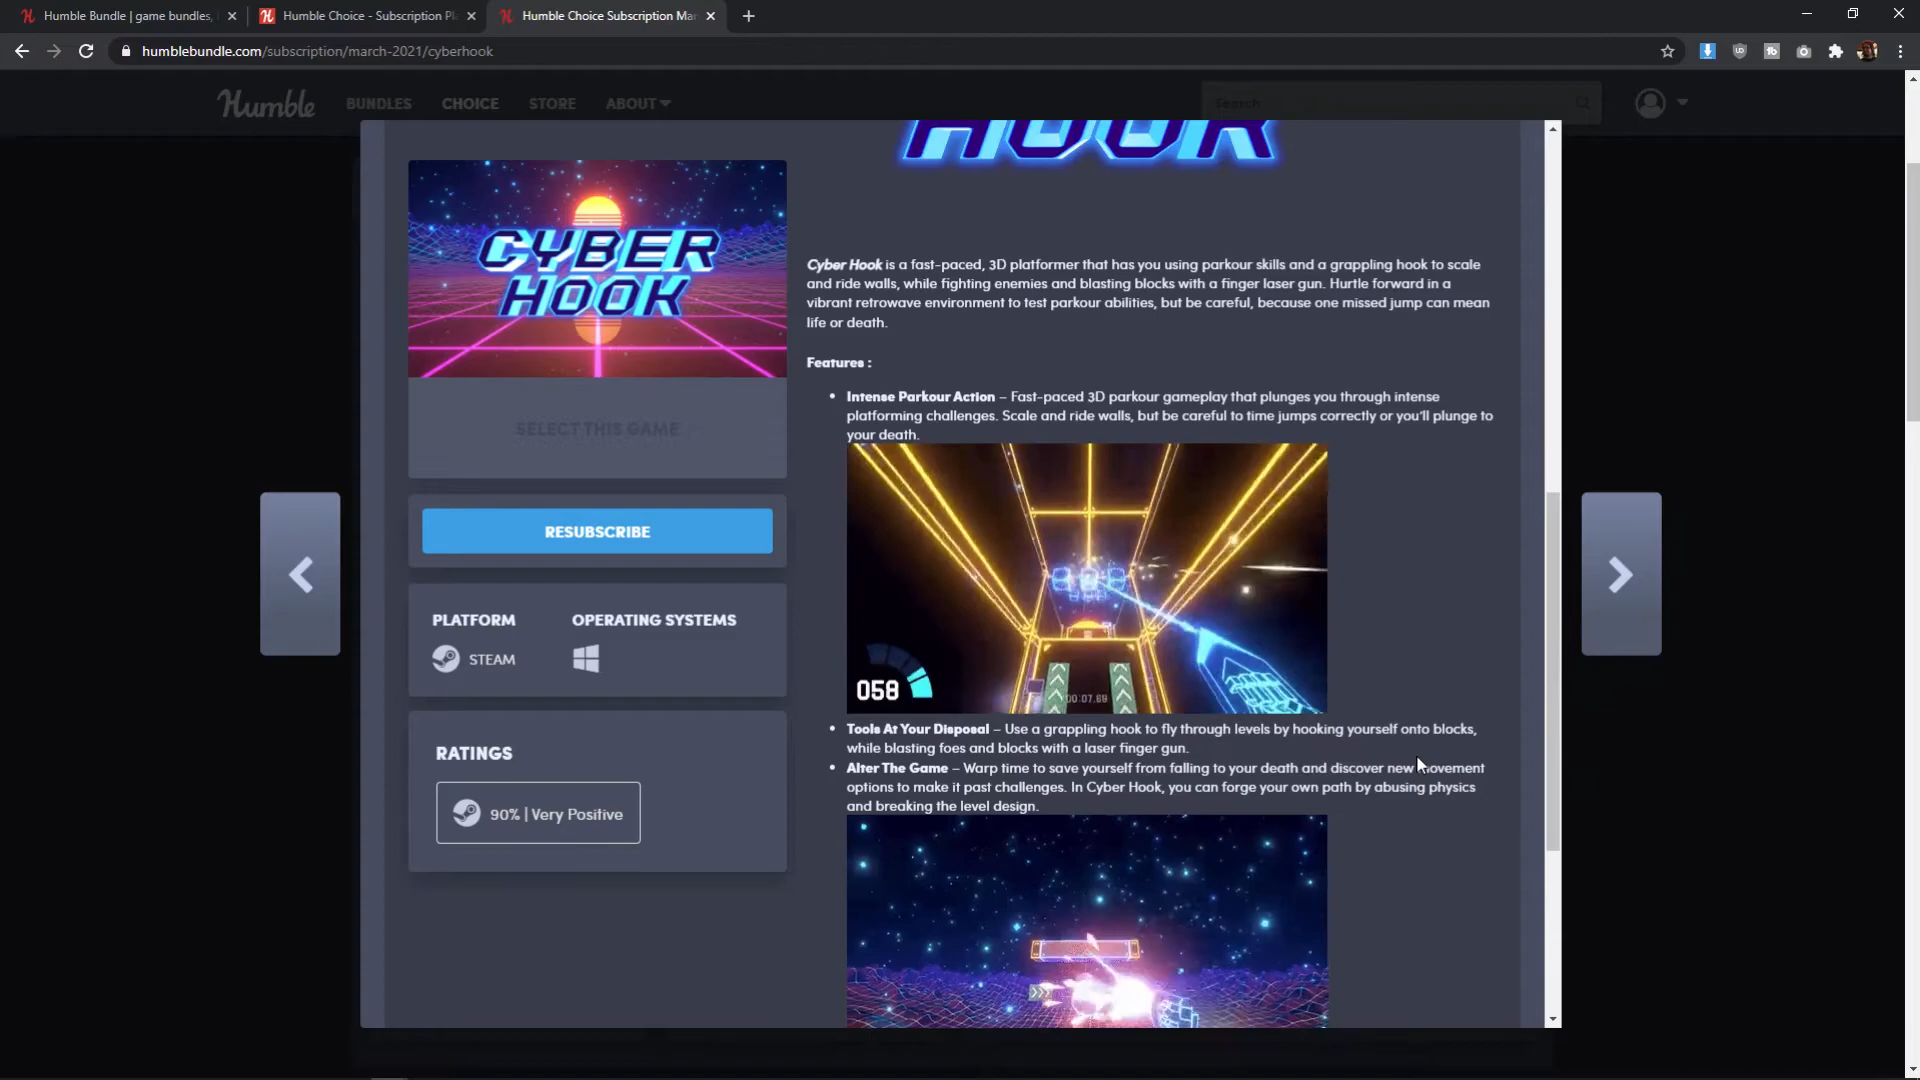 Humble Bundle | game bundles,
Humble Choice - Subscription Pl
Humble Choice Subscription Mar
humblebundle.com/subscription/march-2021/cyberhook
Humble
BUNDLES
CHOICE
STORE
ABOUT
Search
HOOK
CYBER
HOOK
SELECT THIS GAME
RESUBSCRIBE
PLATFORM
OPERATING SYSTEMS
STEAM
RATINGS
90% | Very Positive
Cyber Hook is a fast-paced, 3D platformer that has you using parkour skills and a grappling hook to scale
and ride walls, while fighting enemies and blasting blocks with a finger laser gun. Hurtle forward in a
vibrant retrowave environment to test parkour abilities, but be careful, because one missed jump can mean
life or death.
Features :
Intense Parkour Action – Fast-paced 3D parkour gameplay that plunges you through intense
platforming challenges. Scale and ride walls, but be careful to time jumps correctly or you'll plunge to
your death.
058
00:07.69
Tools At Your Disposal – Use a grappling hook to fly through levels by hooking yourself onto blocks,
while blasting foes and blocks with a laser finger gun.
Alter The Game – Warp time to save yourself from falling to your death and discover new movement
options to make it past challenges. In Cyber Hook, you can forge your own path by abusing physics
and breaking the level design.